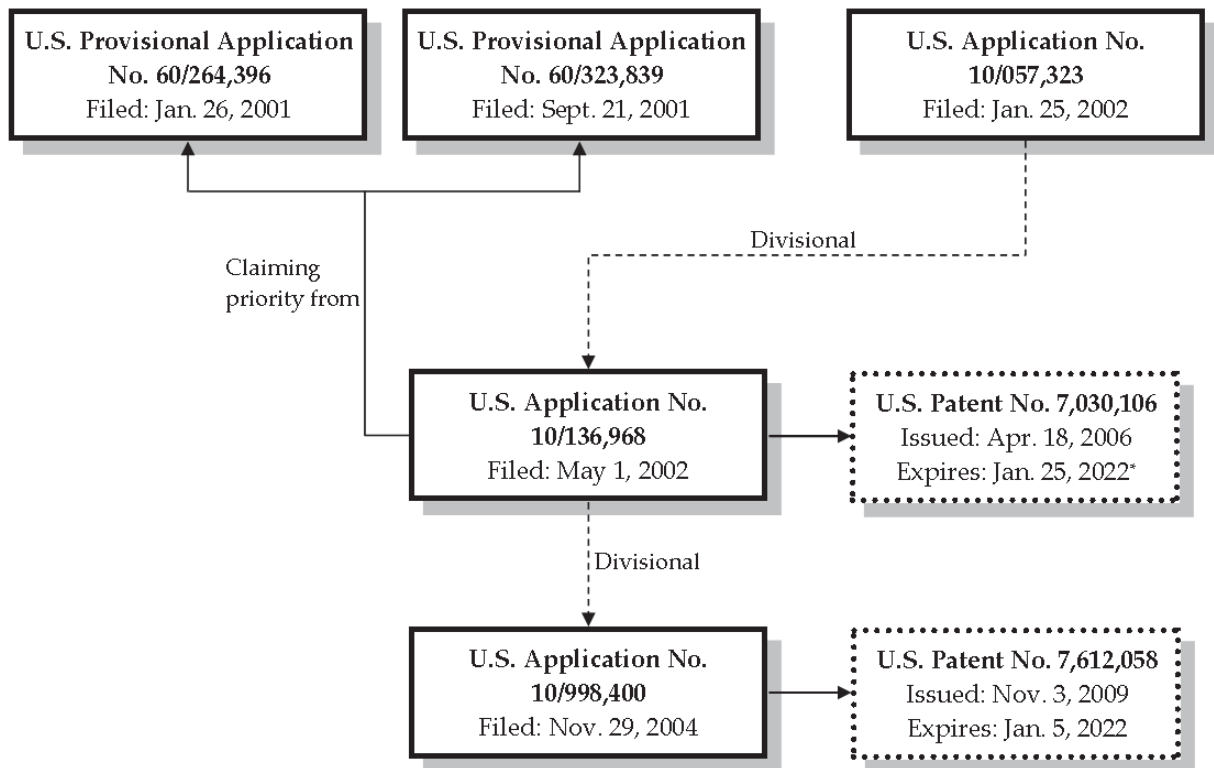 U.S. Provisional Application
No. 60/264,396
Filed: Jan. 26, 2001
U.S. Provisional Application
No. 60/323,839
Filed: Sept. 21, 2001
U.S. Application No.
10/057,323
Filed: Jan. 25, 2002
Divisional
Claiming
priority from
U.S. Application No.
10/136,968
Filed: May 1, 2002
U.S. Patent No. 7,030,106
Issued: Apr. 18, 2006
Expires: Jan. 25, 2022*
Divisional
U.S. Application No.
10/998,400
Filed: Nov. 29, 2004
U.S. Patent No. 7,612,058
Issued: Nov. 3, 2009
Expires: Jan. 5, 2022